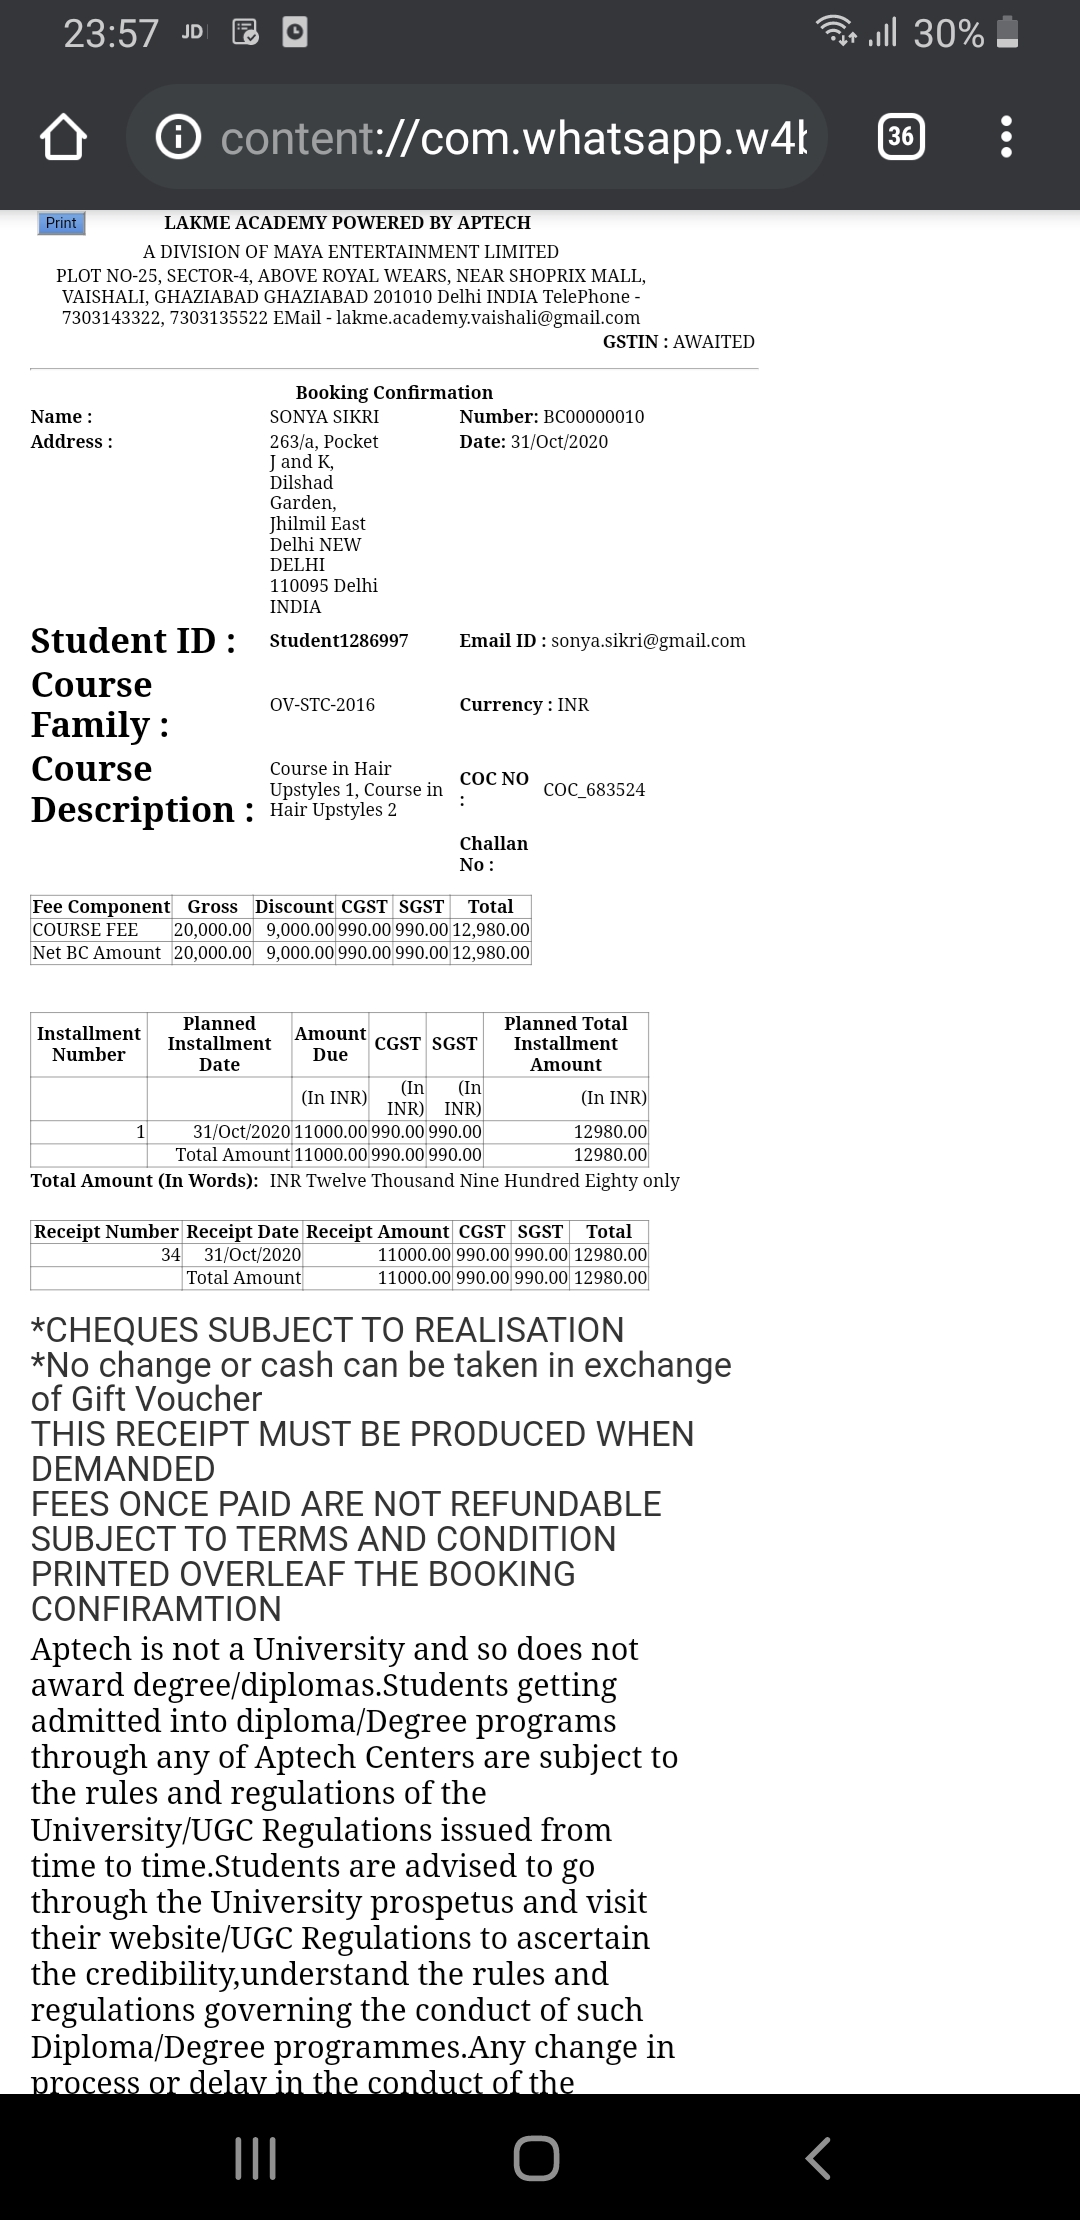 23:57 JD 30%
content://com.whatsapp.w4b 36
Print LAKME ACADEMY POWERED BY APTECH
A DIVISION OF MAYA ENTERTAINMENT LIMITED
PLOT NO-25, SECTOR-4, ABOVE ROYAL WEARS, NEAR SHOPRIX MALL,
VAISHALI, GHAZIABAD GHAZIABAD 201010 Delhi INDIA TelePhone -
7303143322, 7303135522 EMail - lakme.academy.vaishali@gmail.com
GSTIN : AWAITED
Booking Confirmation
Name : SONYA SIKRI Number: BC00000010
Address : 263/a, Pocket Date: 31/Oct/2020
J and K,
Dilshad
Garden,
Jhilmil East
Delhi NEW
DELHI
110095 Delhi
INDIA
Student ID : Student1286997 Email ID : sonya.sikri@gmail.com
Course
Family : OV-STC-2016 Currency : INR
Course
Description : Course in Hair
Upstyles 1, Course in
Hair Upstyles 2
COC NO
: COC_683524
Challan
No :
Fee Component Gross Discount CGST SGST Total
COURSE FEE 20,000.00 9,000.00 990.00 990.00 12,980.00
Net BC Amount 20,000.00 9,000.00 990.00 990.00 12,980.00
Installment Number Planned Installment Date Amount Due CGST SGST Planned Total Installment Amount
(In INR) (In INR) (In INR) (In INR)
1 31/Oct/2020 11000.00 990.00 990.00 12980.00
Total Amount 11000.00 990.00 990.00 12980.00
Total Amount (In Words): INR Twelve Thousand Nine Hundred Eighty only
Receipt Number Receipt Date Receipt Amount CGST SGST Total
34 31/Oct/2020 11000.00 990.00 990.00 12980.00
Total Amount 11000.00 990.00 990.00 12980.00
*CHEQUES SUBJECT TO REALISATION
*No change or cash can be taken in exchange
of Gift Voucher
THIS RECEIPT MUST BE PRODUCED WHEN
DEMANDED
FEES ONCE PAID ARE NOT REFUNDABLE
SUBJECT TO TERMS AND CONDITION
PRINTED OVERLEAF THE BOOKING
CONFIRAMTION
Aptech is not a University and so does not
award degree/diplomas.Students getting
admitted into diploma/Degree programs
through any of Aptech Centers are subject to
the rules and regulations of the
University/UGC Regulations issued from
time to time.Students are advised to go
through the University prospetus and visit
their website/UGC Regulations to ascertain
the credibility,understand the rules and
regulations governing the conduct of such
Diploma/Degree programmes.Any change in
process or delay in the conduct of the